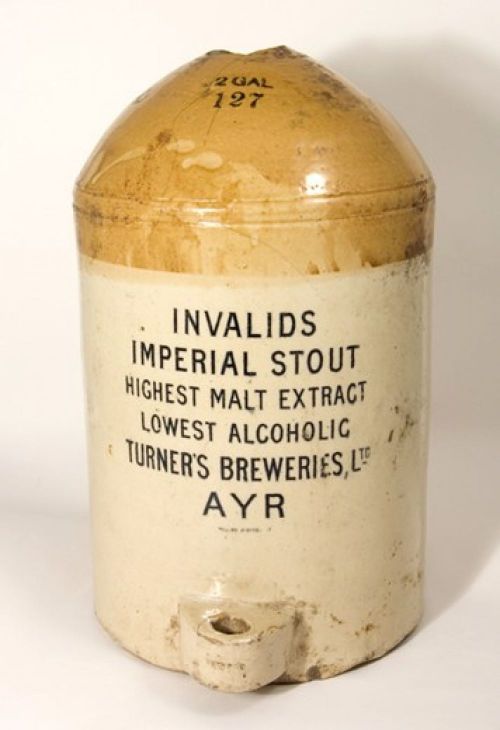 2 GAL
127
INVALIDS
IMPERIAL STOUT
HIGHEST MALT EXTRACT
LOWEST ALCOHOLIC
TURNER'S BREWERIES, LTD
AYR